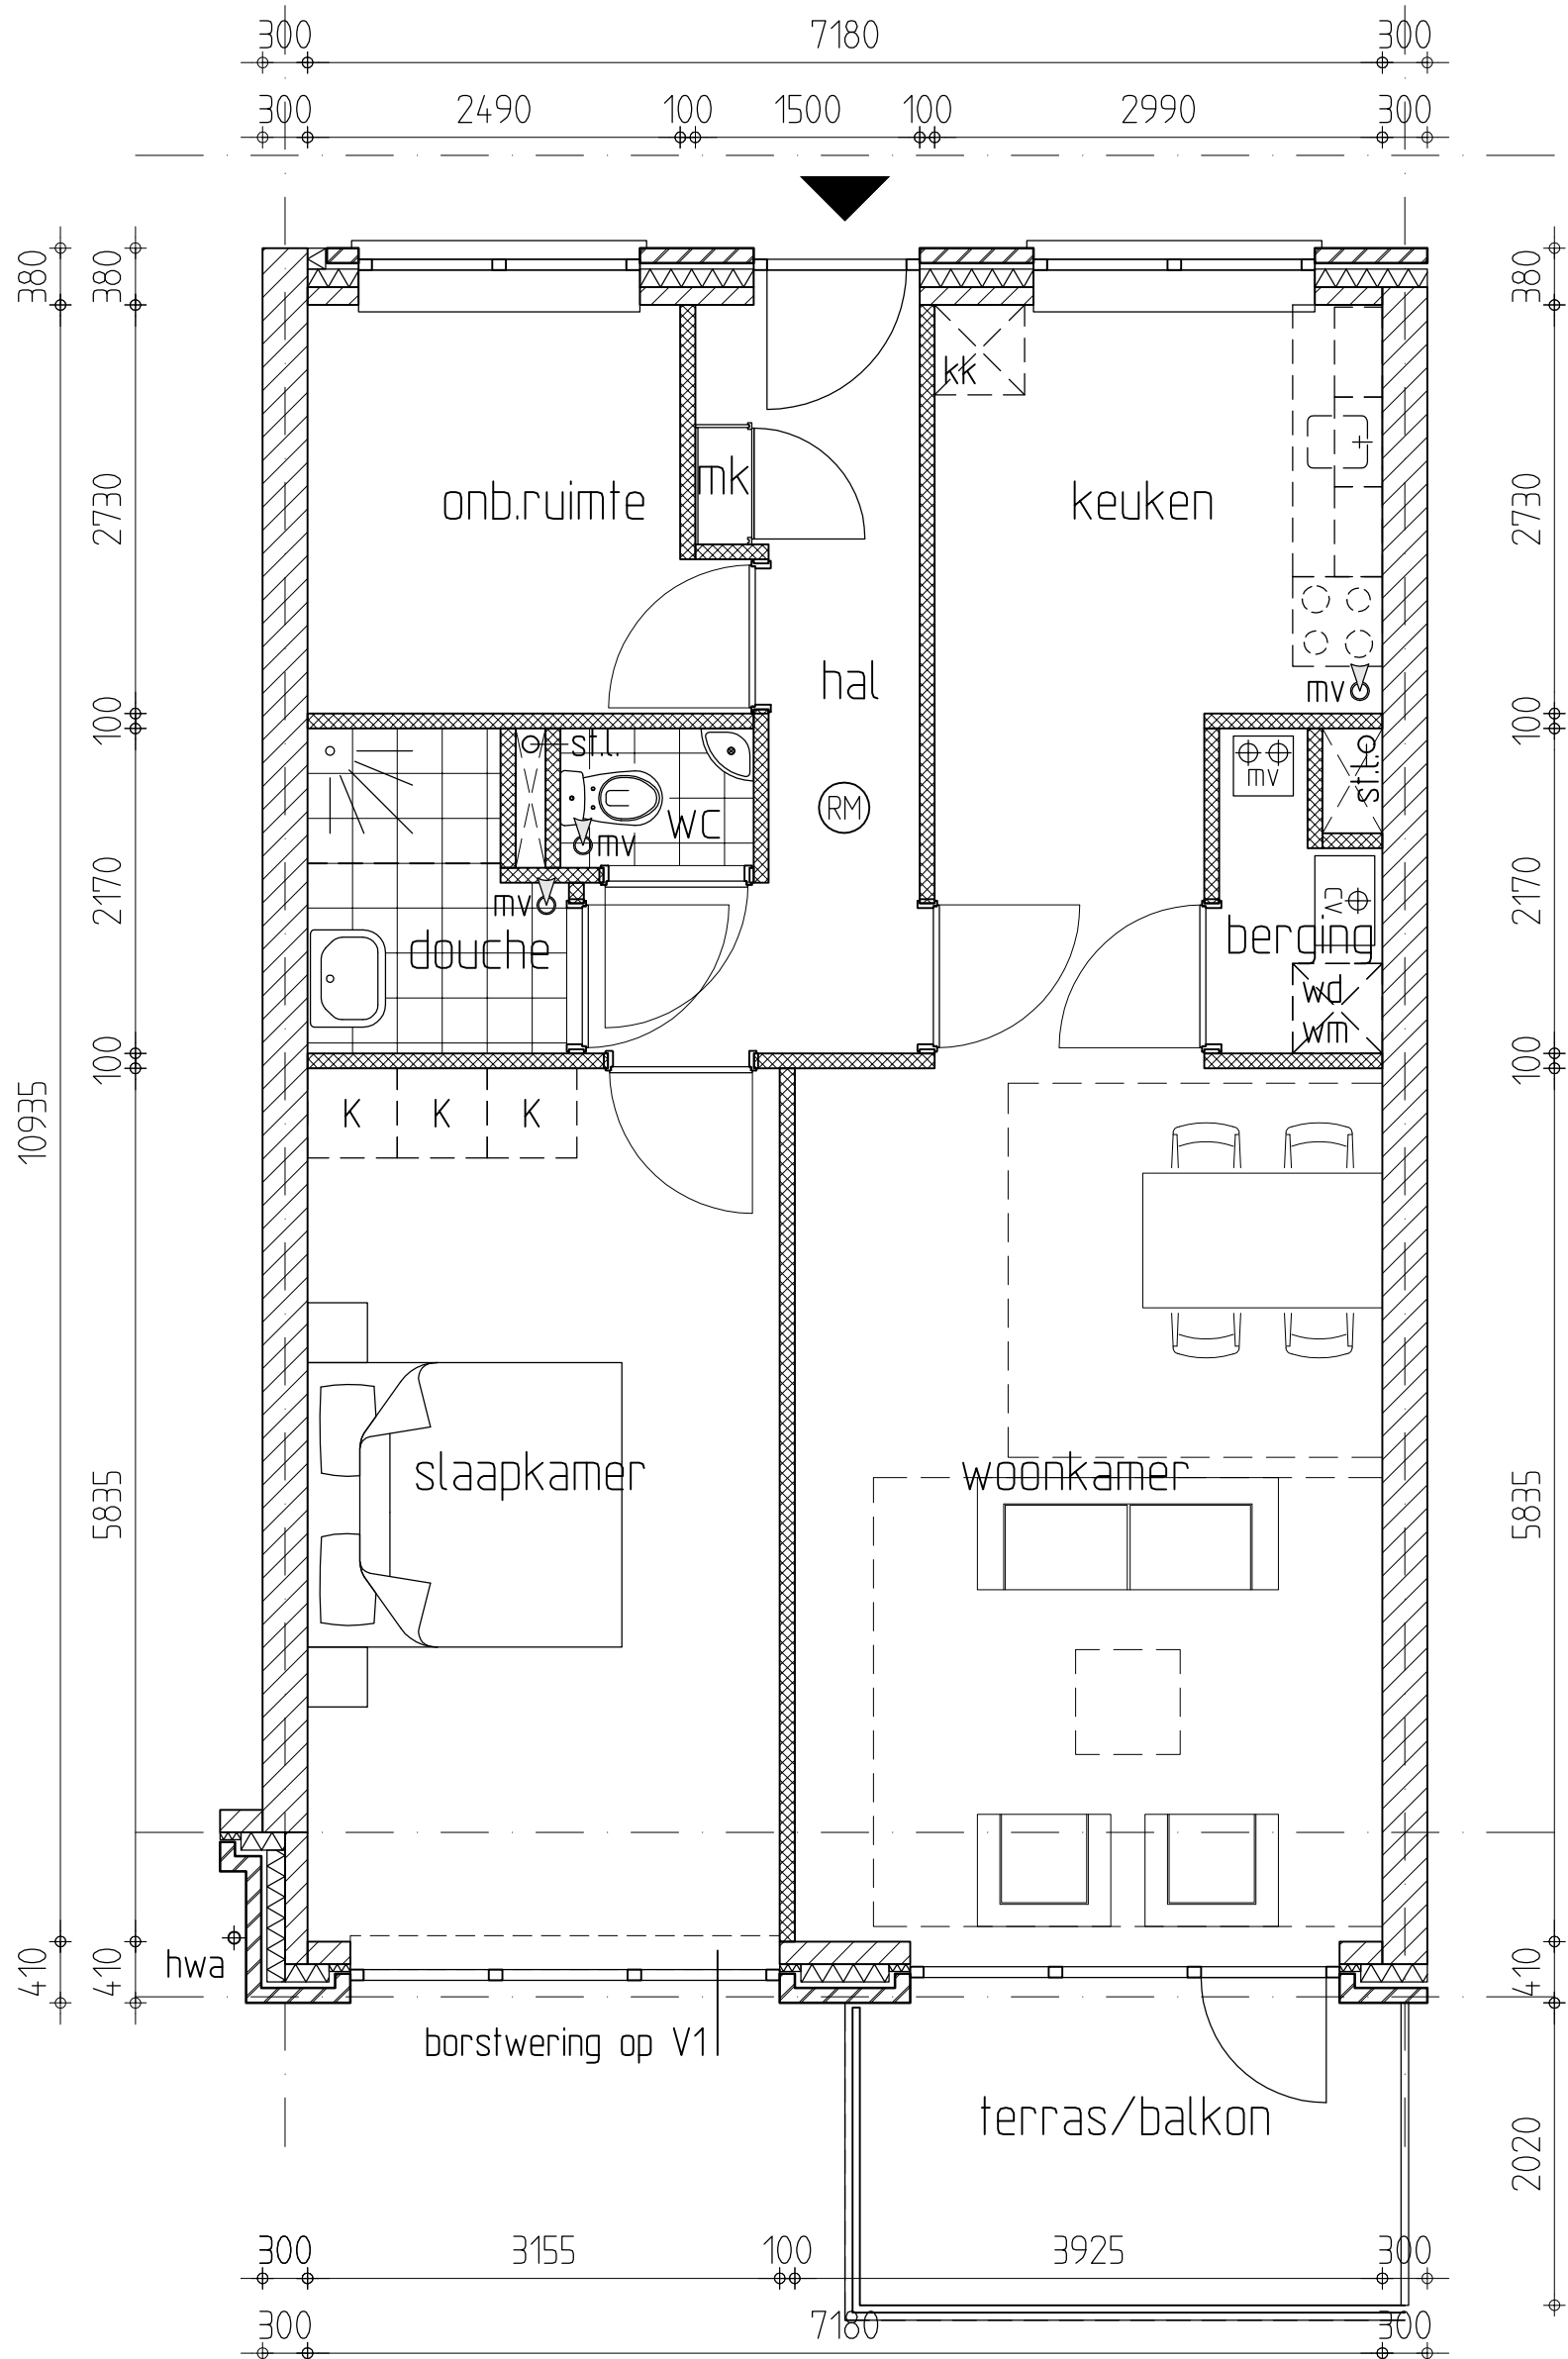 300 7180 300
300 2490 100 1500 100 2990 300
380 380 380
kk
mk
onb.ruimte keuken
2730 2730 2730
hal
mv
100 100
st.l. mv st.l.
RM
WC
mv
2170 2170
mv cv.
douche berging
wd
wm
100 100
10935
K K K
slaapkamer woonkamer
5835 5835
hwa
410 410 410
borstwering op V1
terras/balkon
2020
300 3155 100 3925 300
300 7180 300